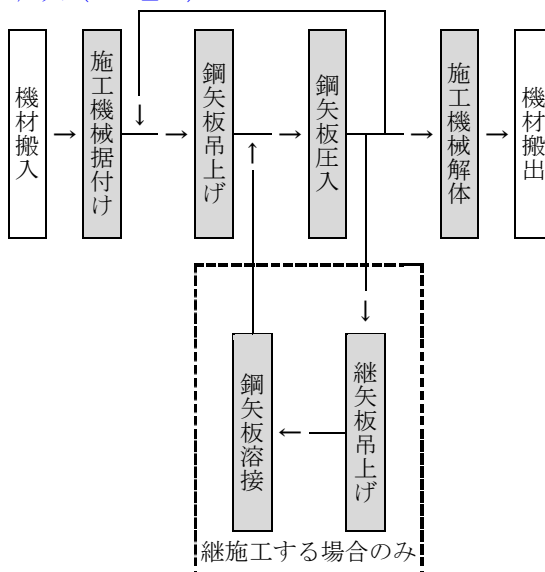 機材搬入
施工機械据付け
鋼矢板吊上げ
鋼矢板圧入
施工機械解体
機材搬出
鋼矢板溶接
継矢板吊上げ
継施工する場合のみ